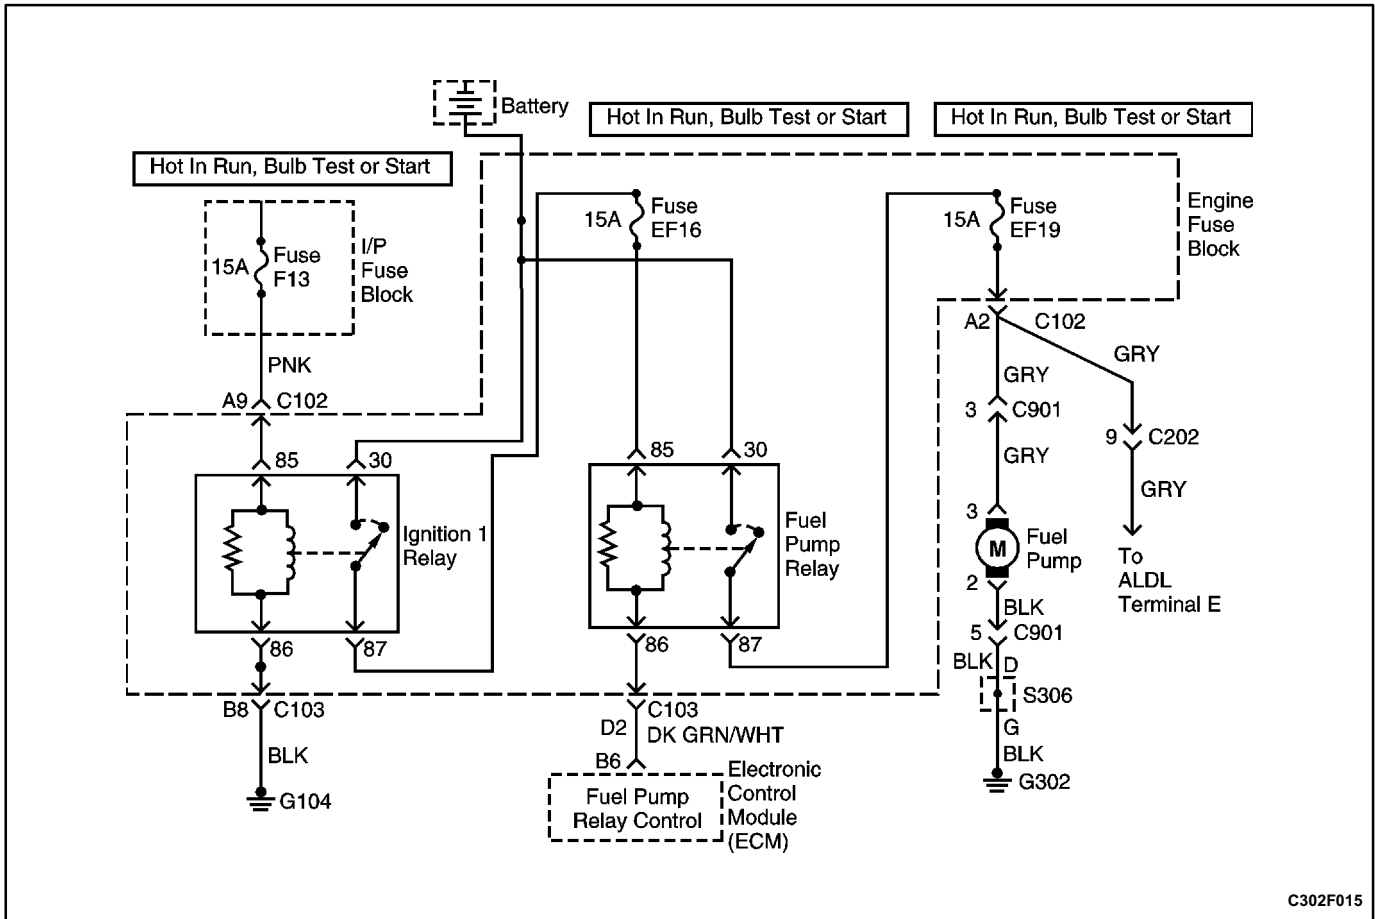 Battery
Hot In Run, Bulb Test or Start
Hot In Run, Bulb Test or Start
Hot In Run, Bulb Test or Start
15A
Fuse
F13
I/P
Fuse
Block
15A
Fuse
EF16
15A
Fuse
EF19
Engine
Fuse
Block
PNK
A9
C102
A2
C102
GRY
GRY
3
C901
9
C202
GRY
GRY
85
30
85
30
Ignition 1
Relay
Fuel
Pump
Relay
3
M
Fuel
Pump
2
To
ALDL
Terminal E
BLK
5
C901
86
87
86
87
BLK
D
S306
G
BLK
G302
B8
C103
BLK
G104
C103
D2
DK GRN/WHT
B6
Fuel Pump
Relay Control
Electronic
Control
Module
(ECM)
C302F015